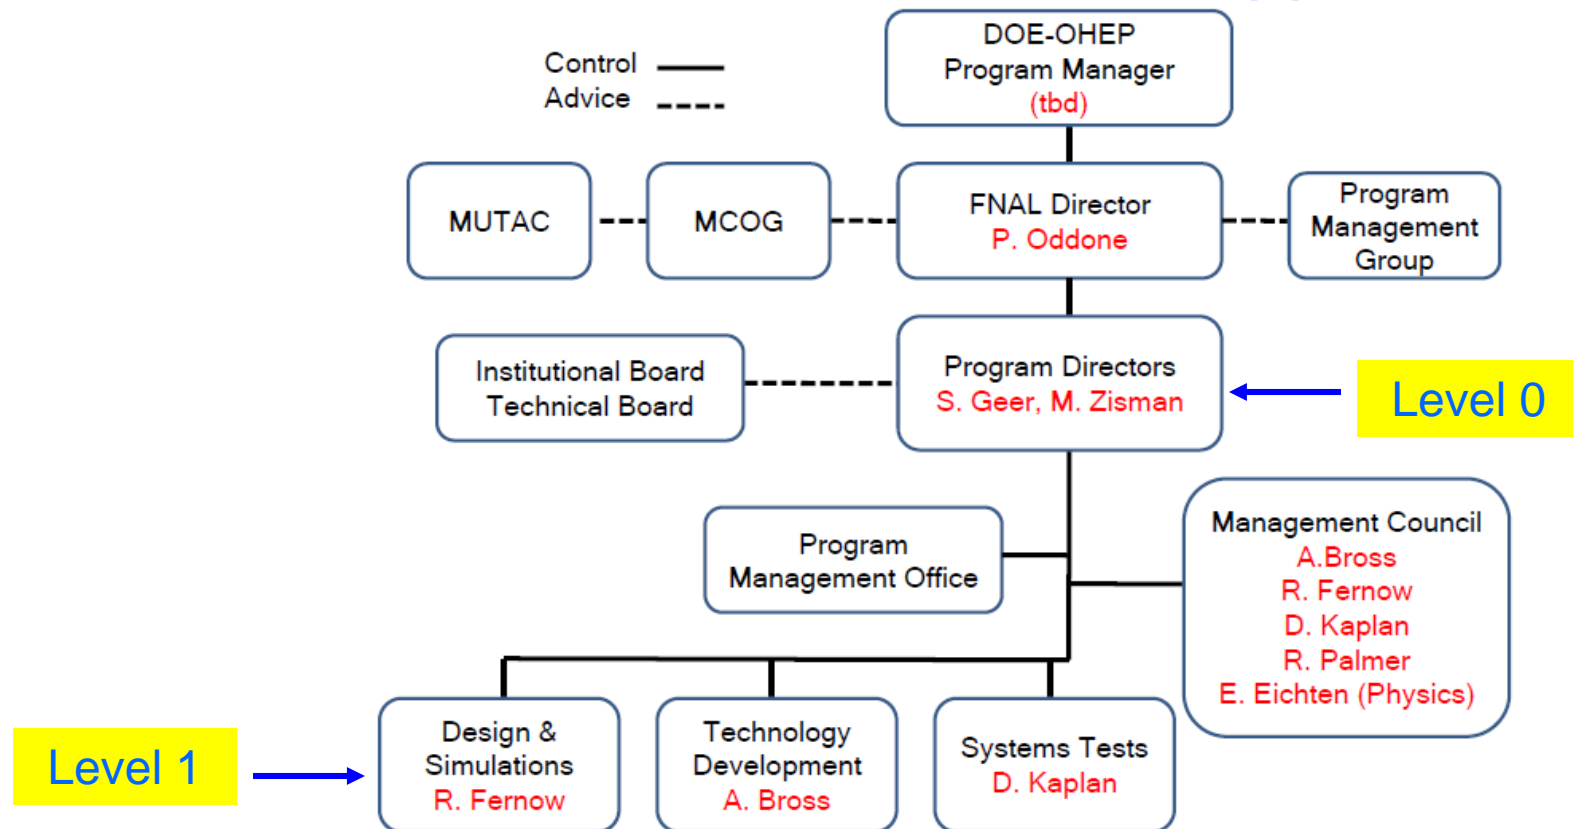 DOE-OHEP
Program Manager
(tbd)
Control
Advice
MUTAC
MCOG
FNAL Director
P. Oddone
Program
Management
Group
Institutional Board
Technical Board
Program Directors
S. Geer, M. Zisman
Level 0
Program
Management Office
Management Council
A.Bross
R. Fernow
D. Kaplan
R. Palmer
E. Eichten (Physics)
Level 1
Design &
Simulations
R. Fernow
Technology
Development
A. Bross
Systems Tests
D. Kaplan